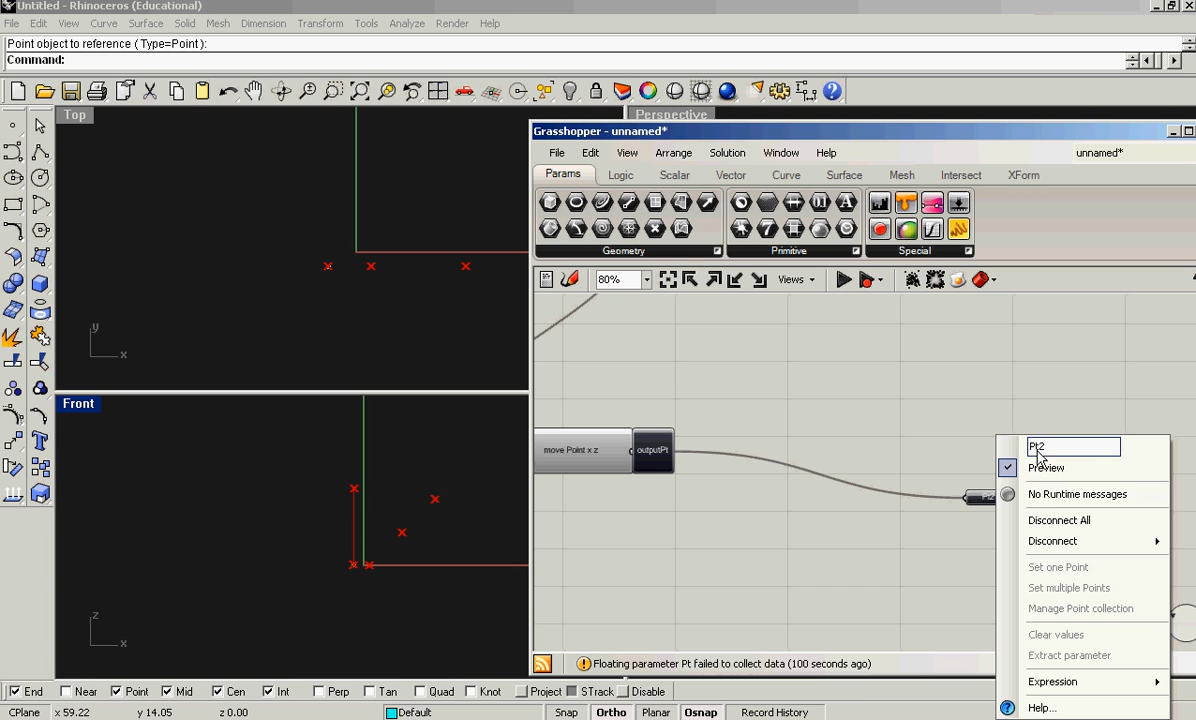 Untitled - Rhinoceros (Educational)
File Edit View Curve Surface Solid Mesh Dimension Transform Tools Analyze Render Help
Point object to reference ( Type=Point ):
Command:
Top
Perspective
Grasshopper - unnamed*
File Edit View Arrange Solution Window Help unnamed*
Params Logic Scalar Vector Curve Surface Mesh Intersect XForm
Geometry Primitive Special
80% Views
y
x
Front
move Point x z outputPt
Pt2
Pt2
Preview
No Runtime messages
Disconnect All
Disconnect
Set one Point
Set multiple Points
Manage Point collection
Clear values
Extract parameter
Expression
Help...
z
x
Floating parameter Pt failed to collect data (100 seconds ago)
End Near Point Mid Cen Int Perp Tan Quad Knot Project STrack Disable
CPlane x 59.22 y 14.05 z 0.00 Default Snap Ortho Planar Osnap Record History